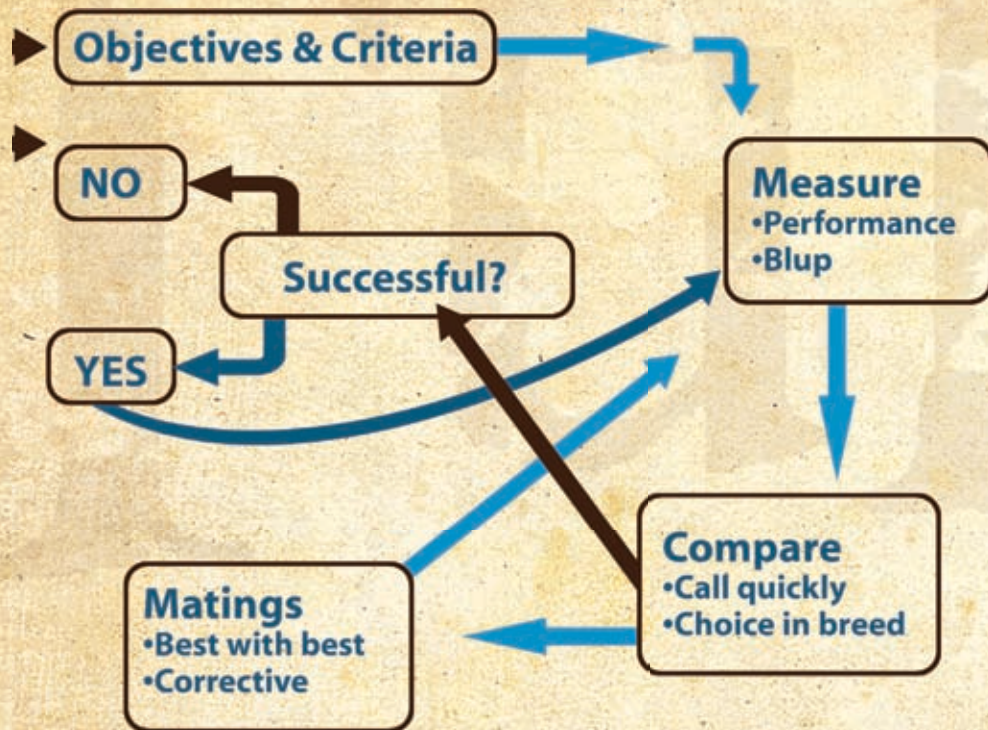 Objectives & Criteria
NO
Successful?
YES
Measure
•Performance
•Blup
Compare
•Call quickly
•Choice in breed
Matings
•Best with best
•Corrective